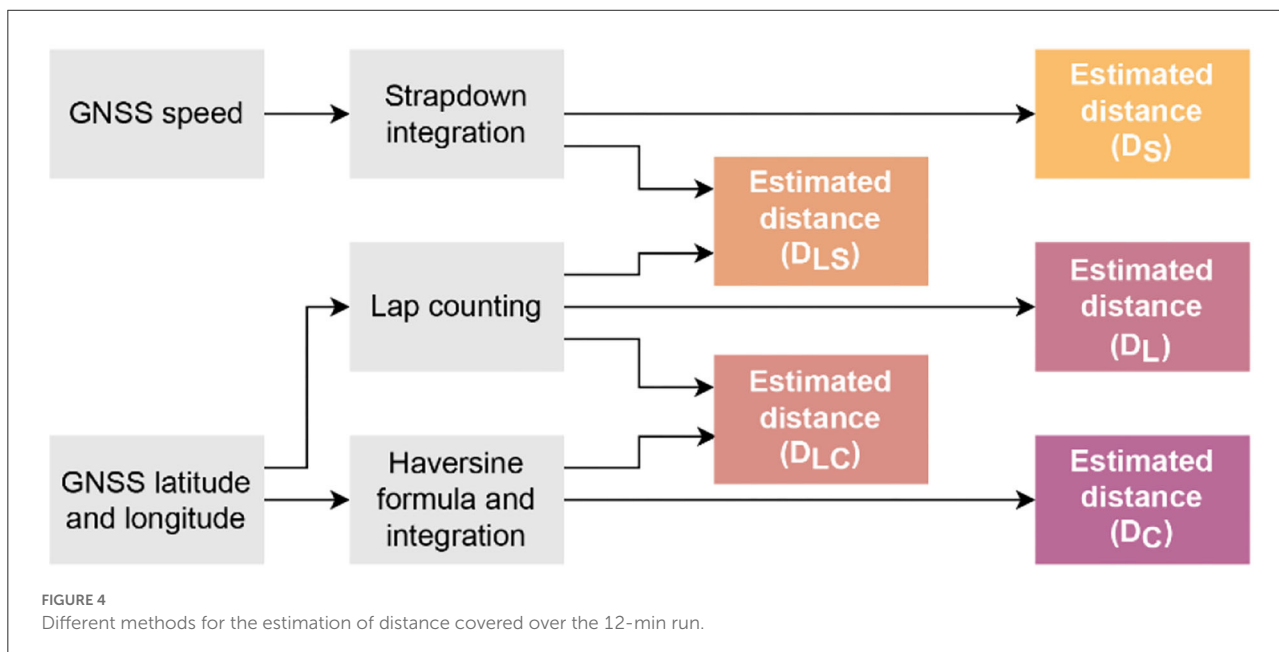 GNSS speed
Strapdown
integration
Estimated
distance
(DS)
Estimated
distance
(DLS)
Lap counting
Estimated
distance
(DL)
Estimated
distance
(DLC)
GNSS latitude
and longitude
Haversine
formula and
integration
Estimated
distance
(DC)
FIGURE 4
Different methods for the estimation of distance covered over the 12-min run.